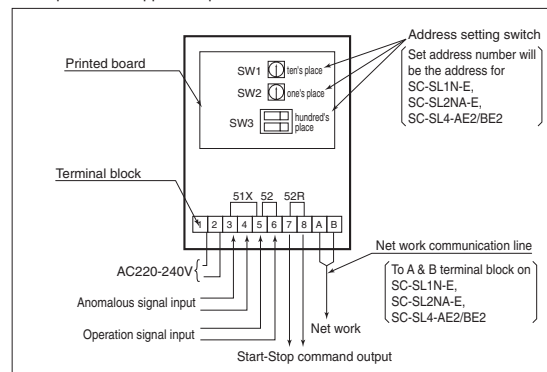 Address setting switch
Set address number will
be the address for
SC-SL1N-E,
SC-SL2NA-E,
SC-SL4-AE2/BE2
Printed board
SW1 ten's place
SW2 one's place
SW3 hundred's
place
Terminal block
51X 52 52R
1 2 3 4 5 6 7 8 A B
Net work communication line
To A & B terminal block on
SC-SL1N-E,
SC-SL2NA-E,
SC-SL4-AE2/BE2
AC220-240V
Anomalous signal input
Operation signal input
Net work
Start-Stop command output